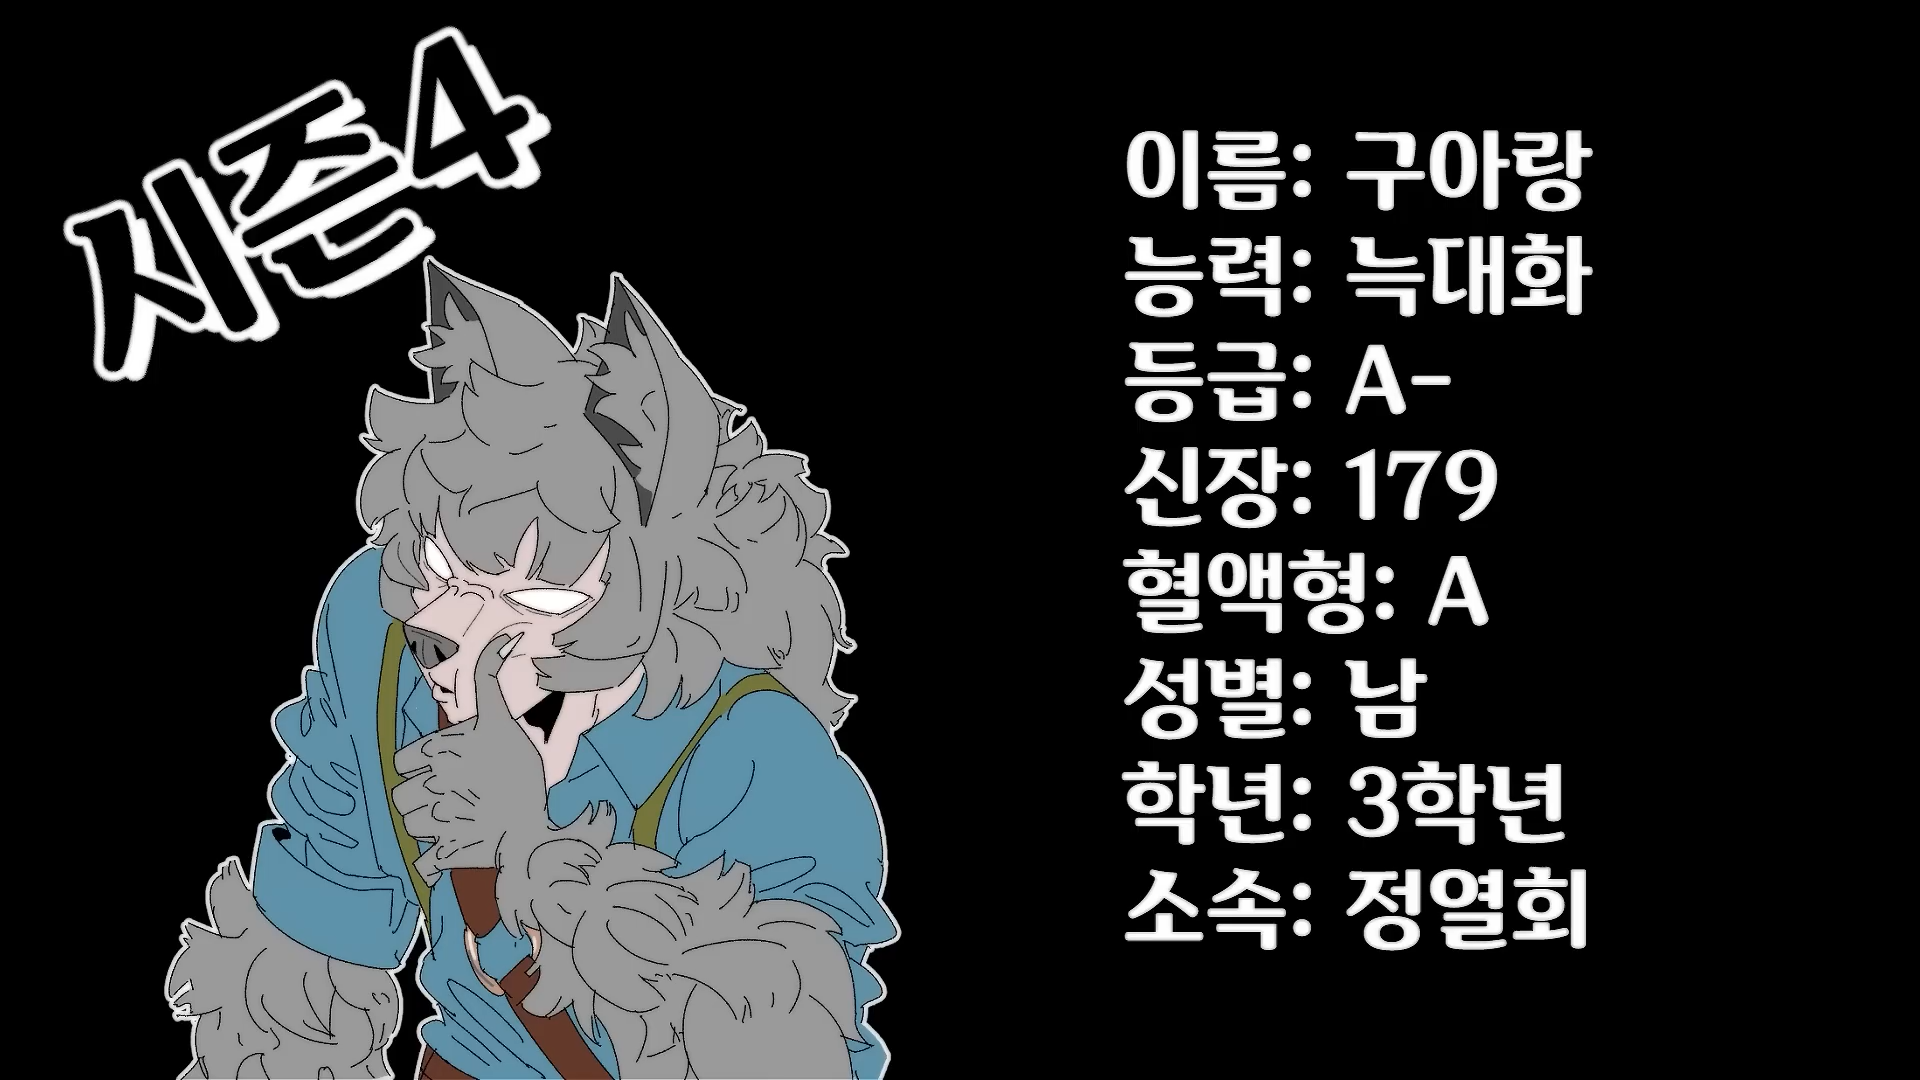 시즌4
이름: 구아랑
능력: 늑대화
등급: A-
신장: 179
혈액형: A
성별: 남
학년: 3학년
소속: 정열회